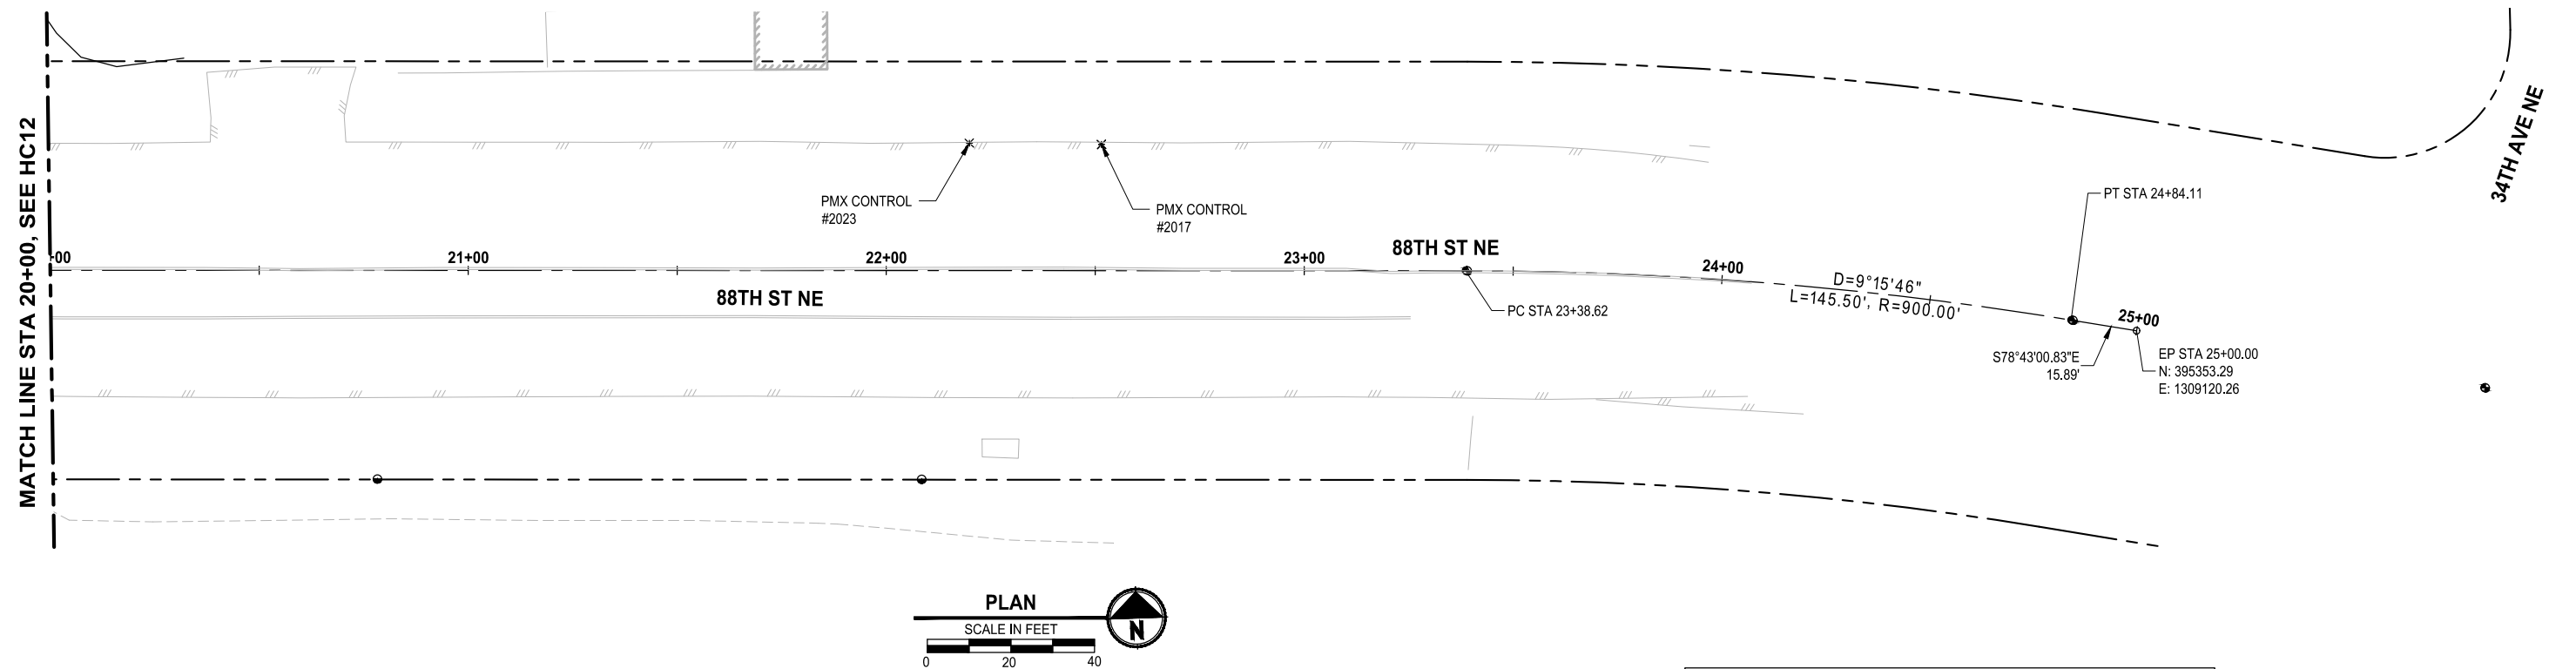 MATCH LINE STA 20+00, SEE HC12
34TH AVE NE
PMX CONTROL
#2023
PMX CONTROL
#2017
PT STA 24+84.11
+00
21+00
22+00
23+00
88TH ST NE
24+00
D=9°15'46"
L=145.50', R=900.00'
88TH ST NE
PC STA 23+38.62
25+00
S78°43'00.83"E
15.89'
EP STA 25+00.00
N: 395353.29
E: 1309120.26
PLAN
SCALE IN FEET
0 20 40
N